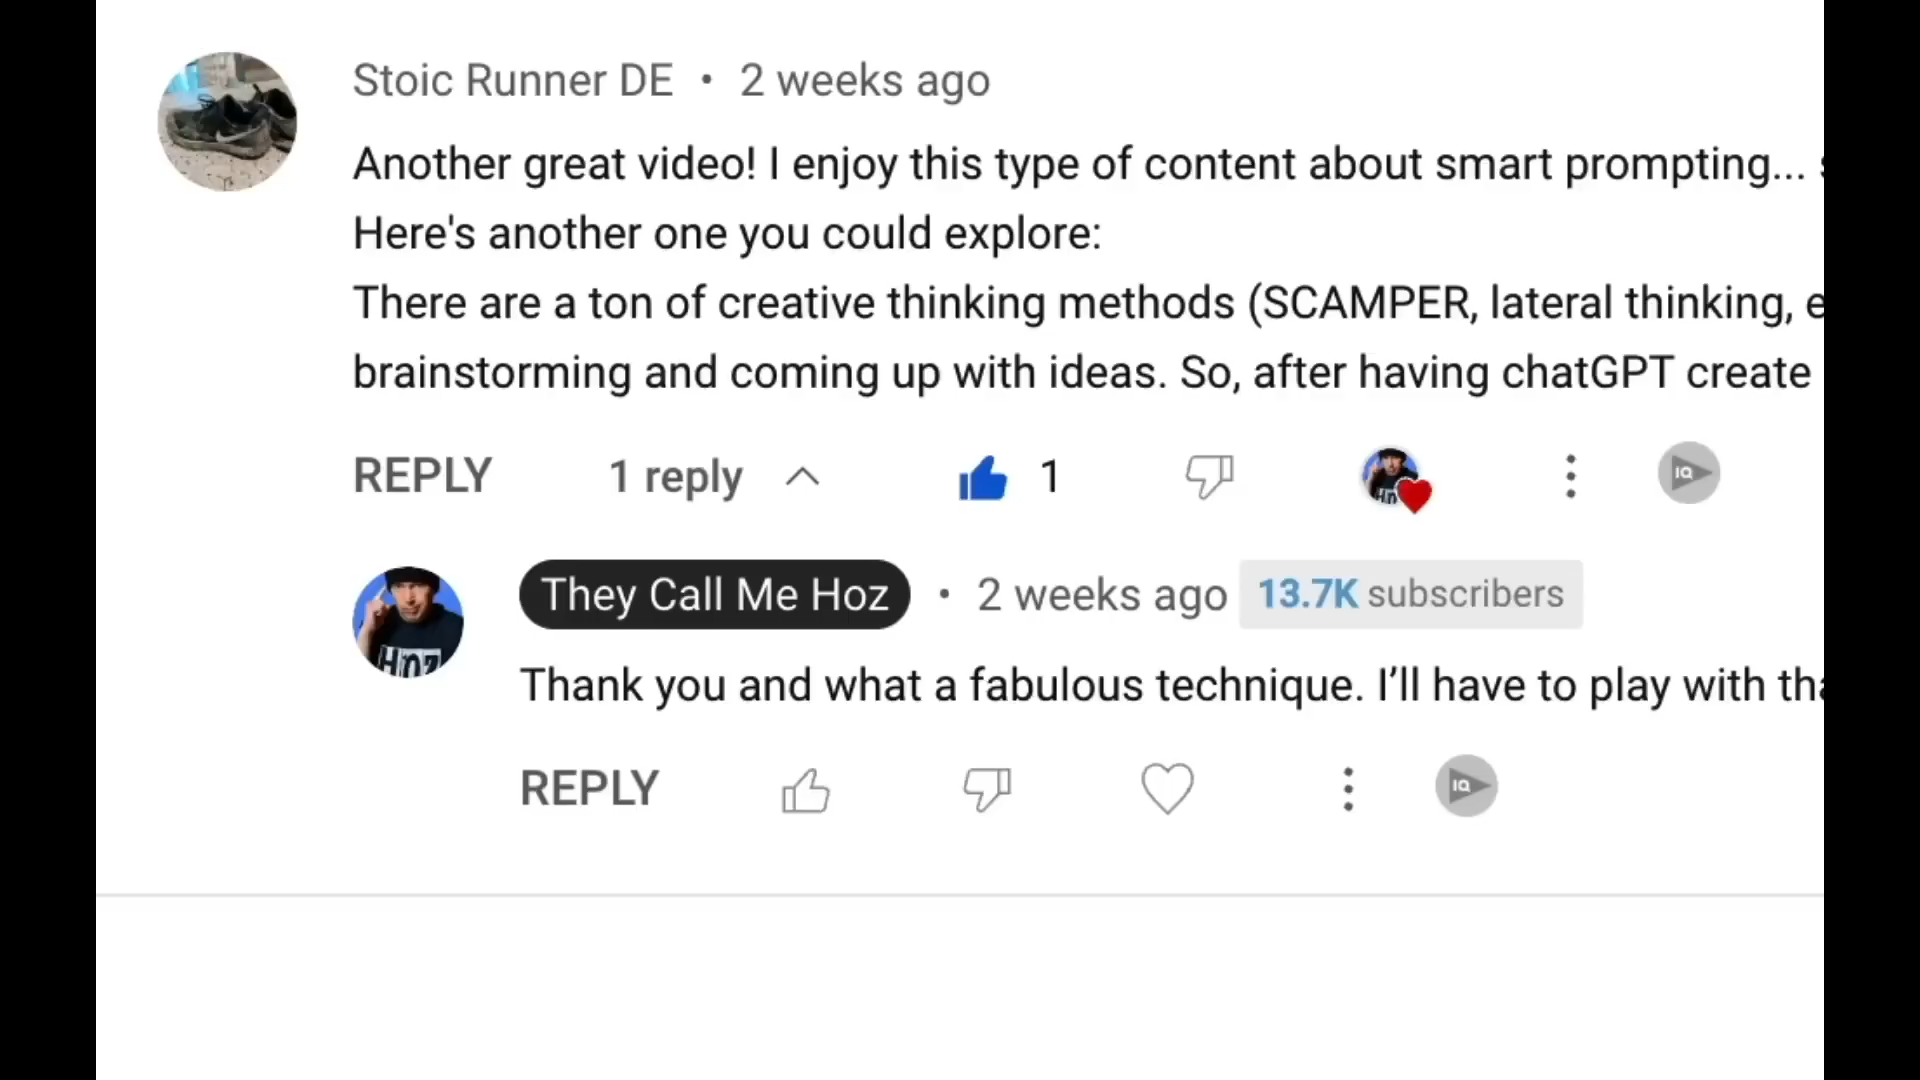 Stoic Runner DE • 2 weeks ago
Another great video! I enjoy this type of content about smart prompting...
Here's another one you could explore:
There are a ton of creative thinking methods (SCAMPER, lateral thinking,
brainstorming and coming up with ideas. So, after having chatGPT create
REPLY 1 reply 1
IQ
They Call Me Hoz • 2 weeks ago 13.7K subscribers
Hoz
Thank you and what a fabulous technique. I’ll have to play with
REPLY
IQ